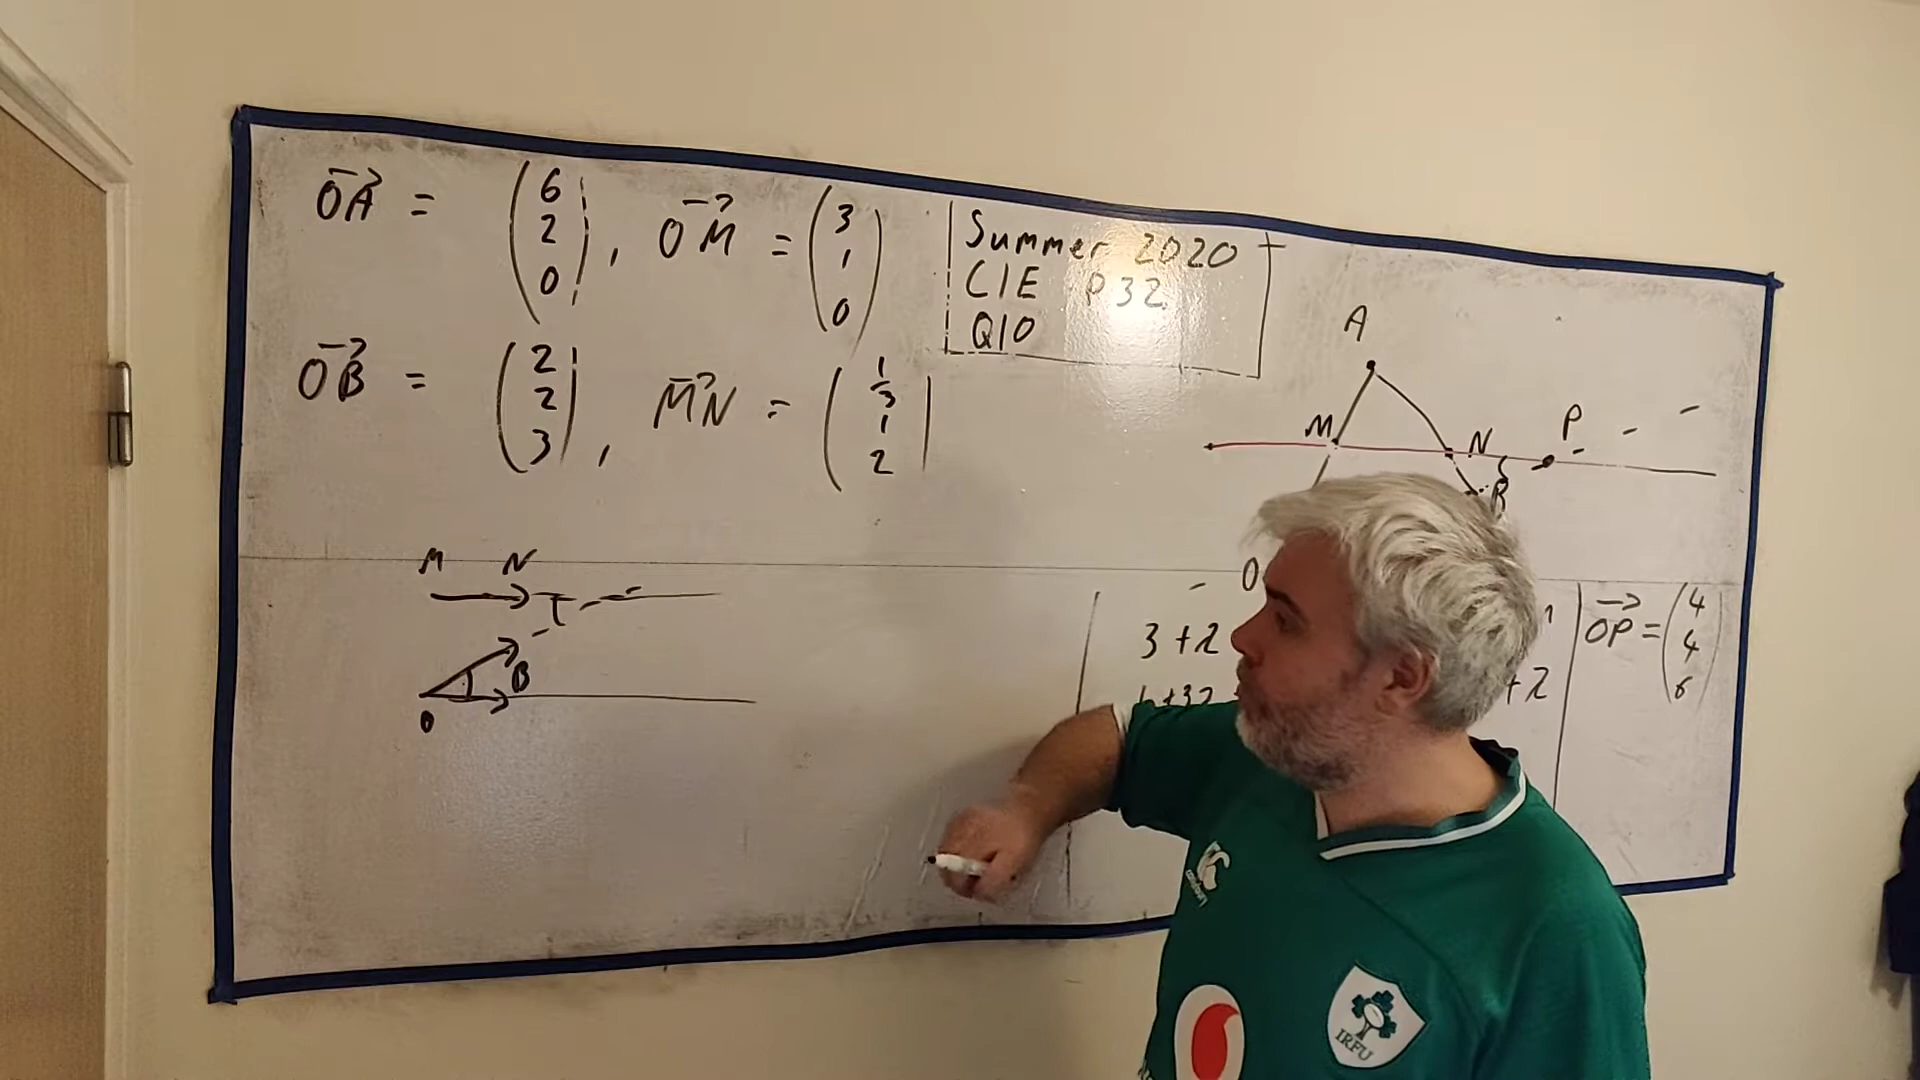 OA = (6 2 0), OM = (3 1 0)
OB = (2 2 3), MN = (1/3 1 2)
Summer 2020
CIE P32
Q10
A
M
N
P
B
O
M N
B
O
3 + λ
+ λ
OP = (4 4 6)
IRFU